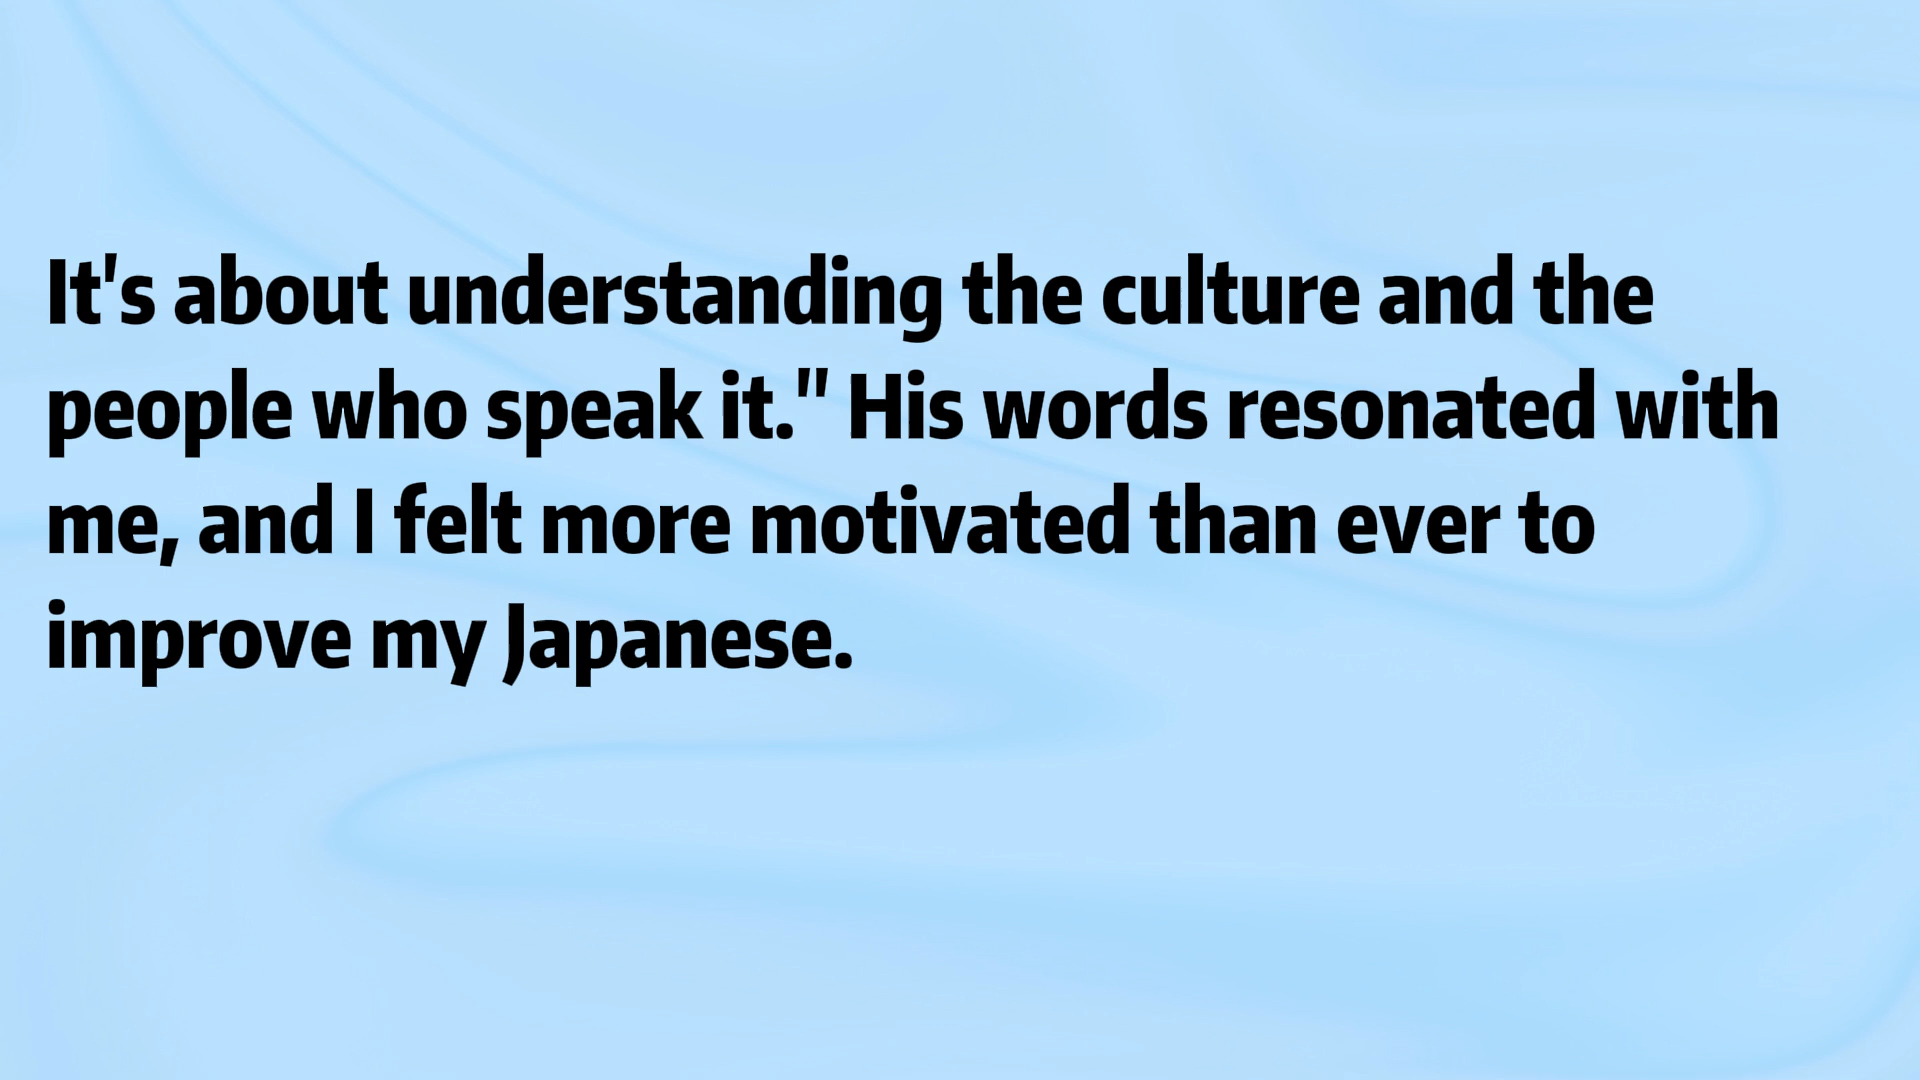 It's about understanding the culture and the
people who speak it." His words resonated with
me, and I felt more motivated than ever to
improve my Japanese.